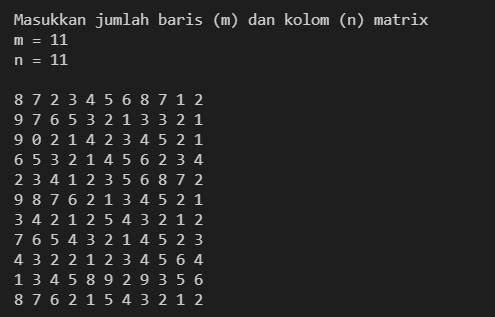 Masukkan jumlah baris (m) dan kolom (n) matrix
m = 11
n = 11
8 7 2 3 4 5 6 8 7 1 2
9 7 6 5 3 2 1 3 3 2 1
9 0 2 1 4 2 3 4 5 2 1
6 5 3 2 1 4 5 6 2 3 4
2 3 4 1 2 3 5 6 8 7 2
9 8 7 6 2 1 3 4 5 2 1
3 4 2 1 2 5 4 3 2 1 2
7 6 5 4 3 2 1 4 5 2 3
4 3 2 2 1 2 3 4 5 6 4
1 3 4 5 8 9 2 9 3 5 6
8 7 6 2 1 5 4 3 2 1 2